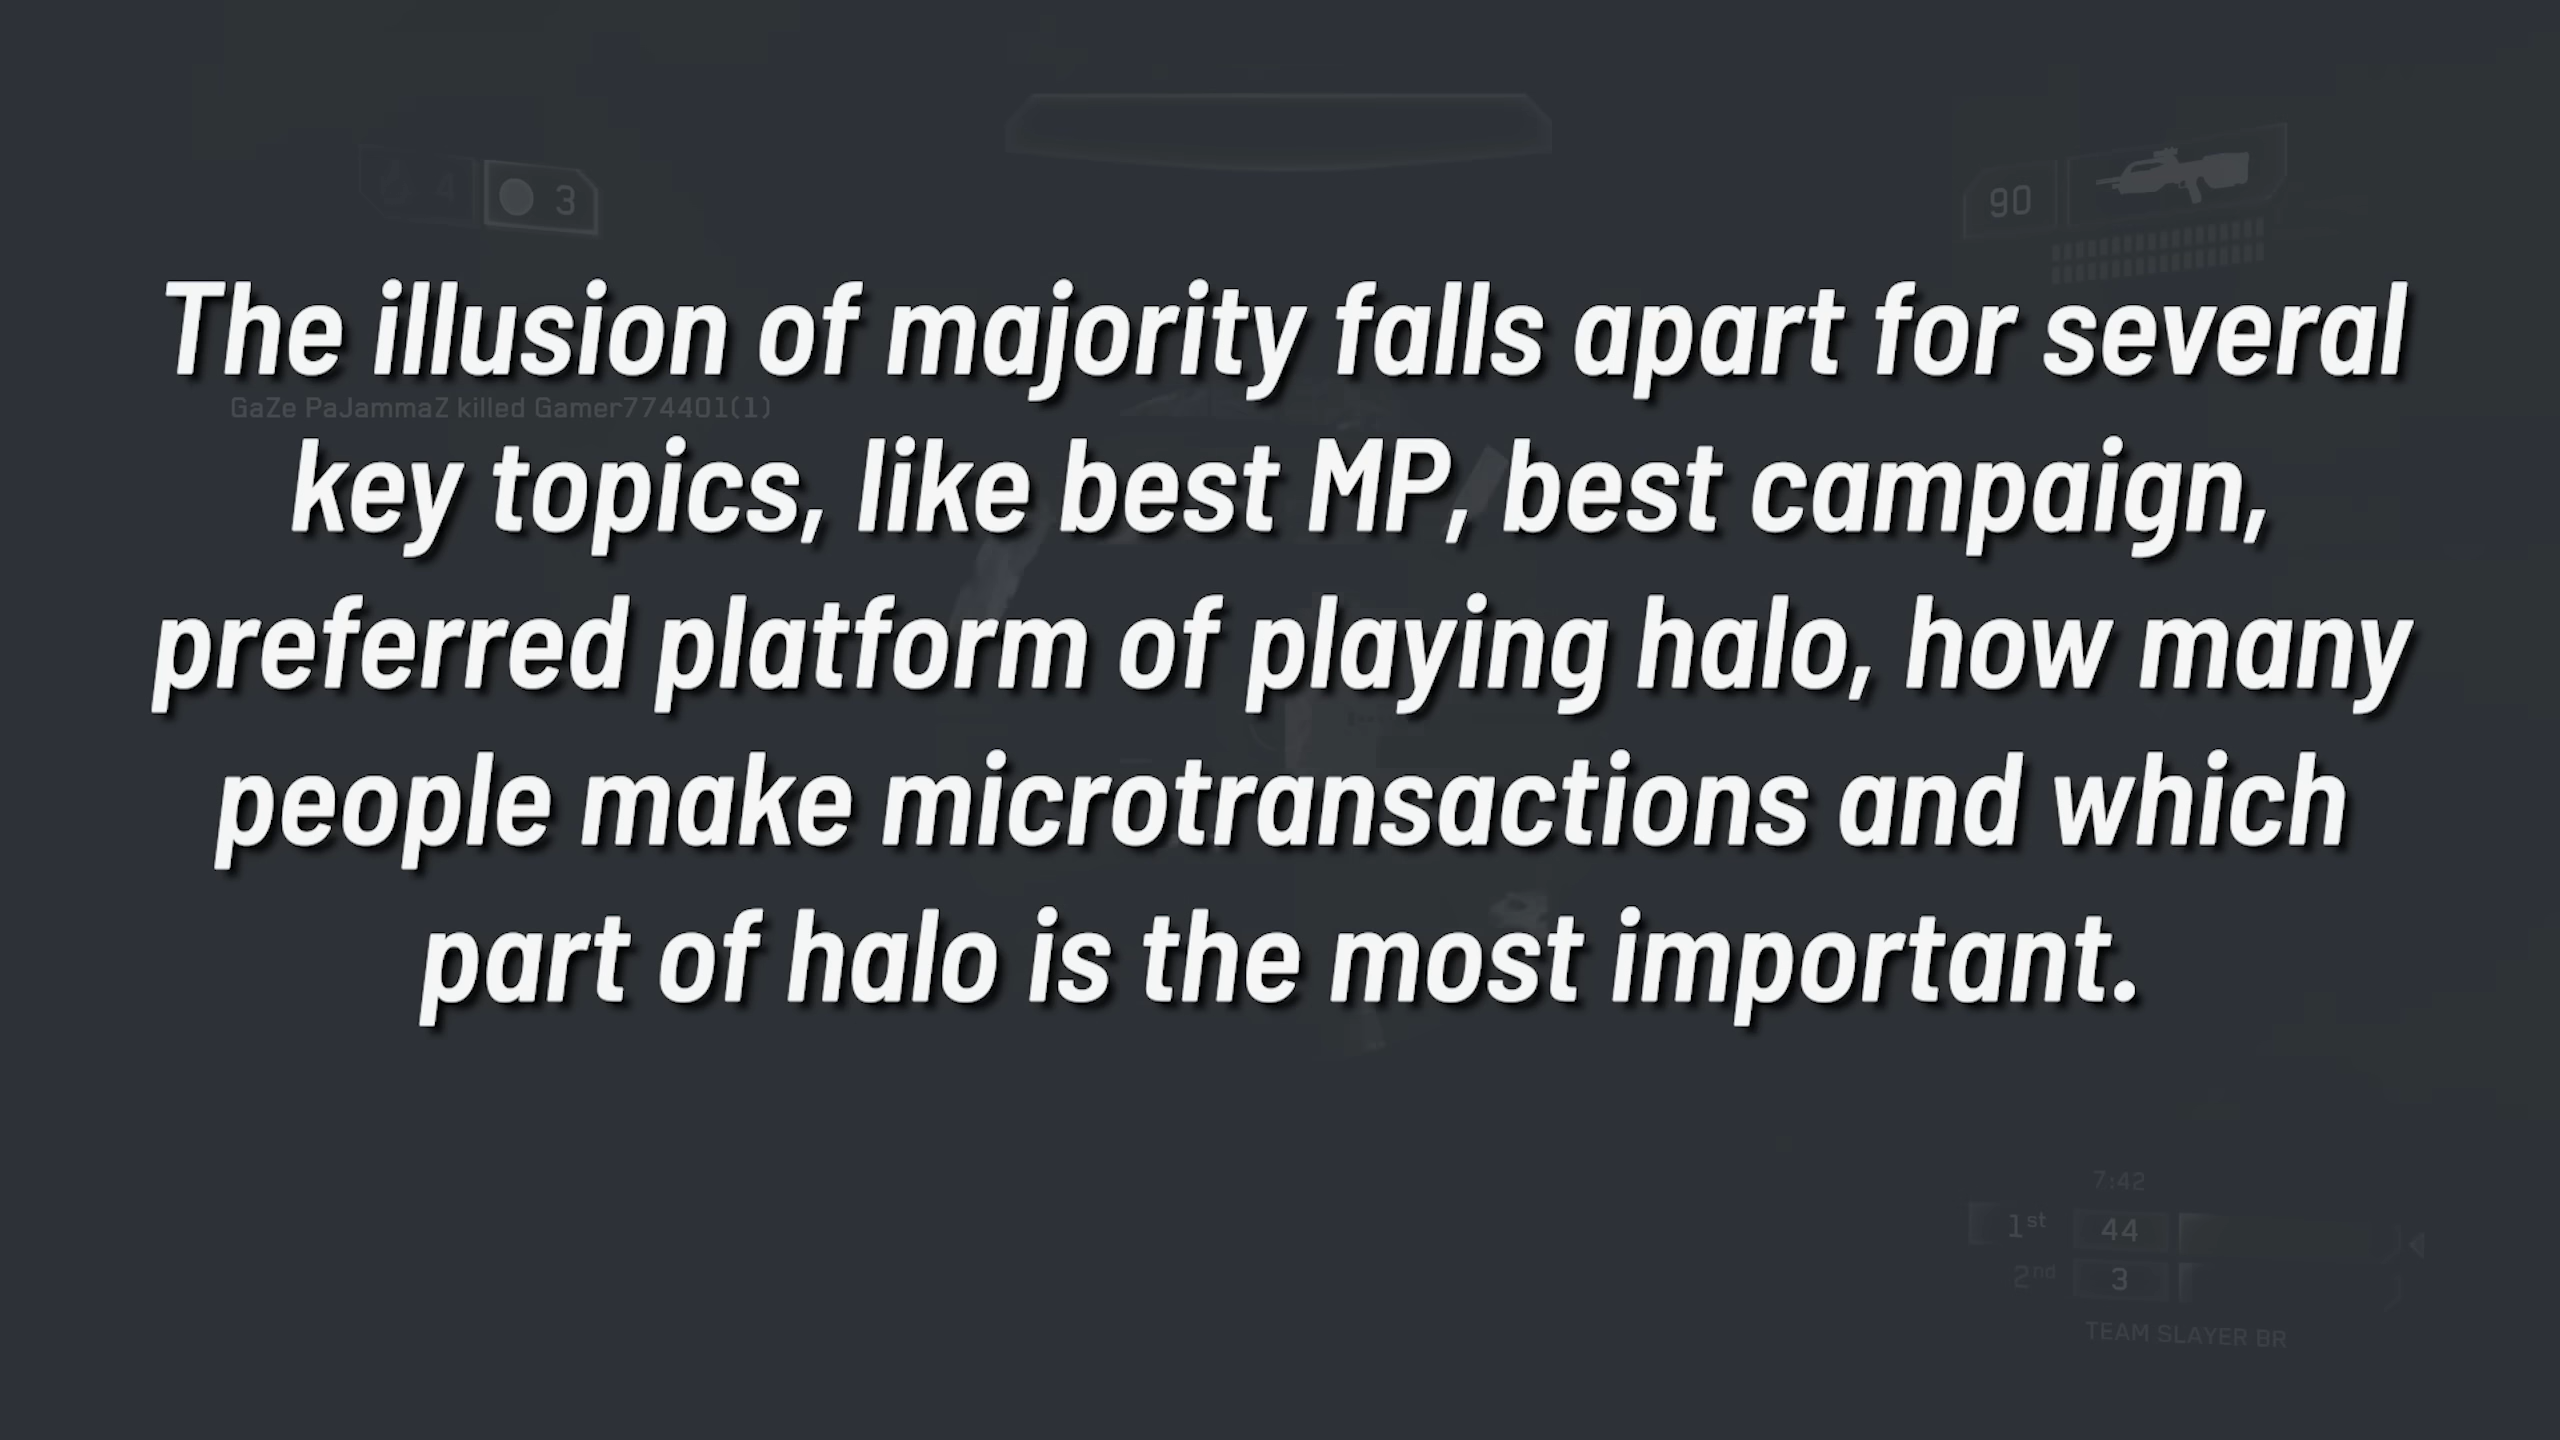 4
3
90
The illusion of majority falls apart for several
GaZe PaJammaZ killed Gamer774401(1)
key topics, like best MP, best campaign,
preferred platform of playing halo, how many
people make microtransactions and which
part of halo is the most important.
7:42
1st 44
2nd 3
TEAM SLAYER BR